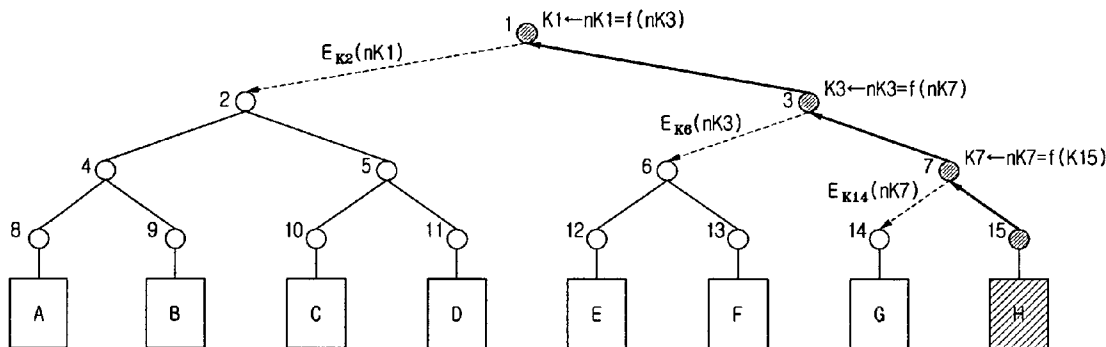 1 K1←nK1=f(nK3)
E_K2(nK1)
2
3 K3←nK3=f(nK7)
E_K6(nK3)
4
5
6
7 K7←nK7=f(K15)
E_K14(nK7)
8
9
10
11
12
13
14
15
A
B
C
D
E
F
G
H